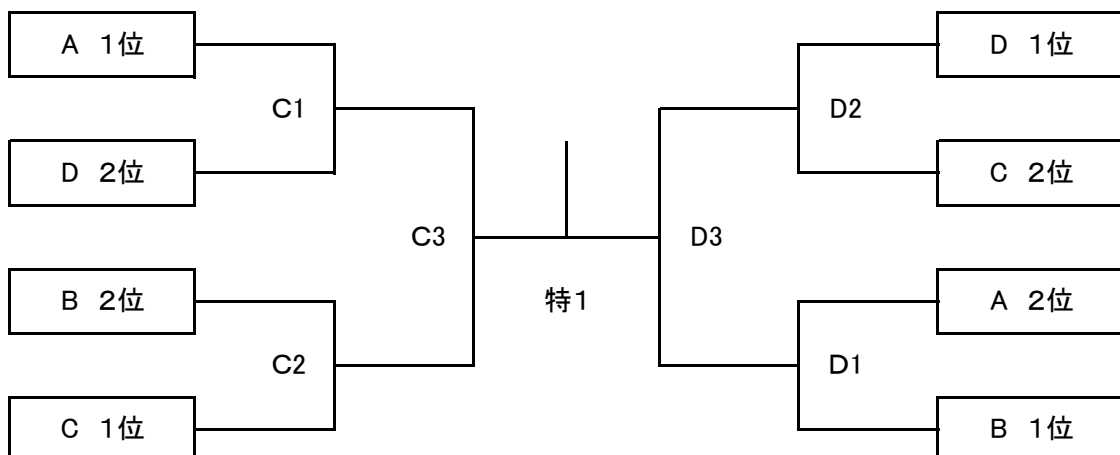 A 1位
D 1位
C1
D2
D 2位
C 2位
C3
D3
B 2位
特1
A 2位
C2
D1
C 1位
B 1位